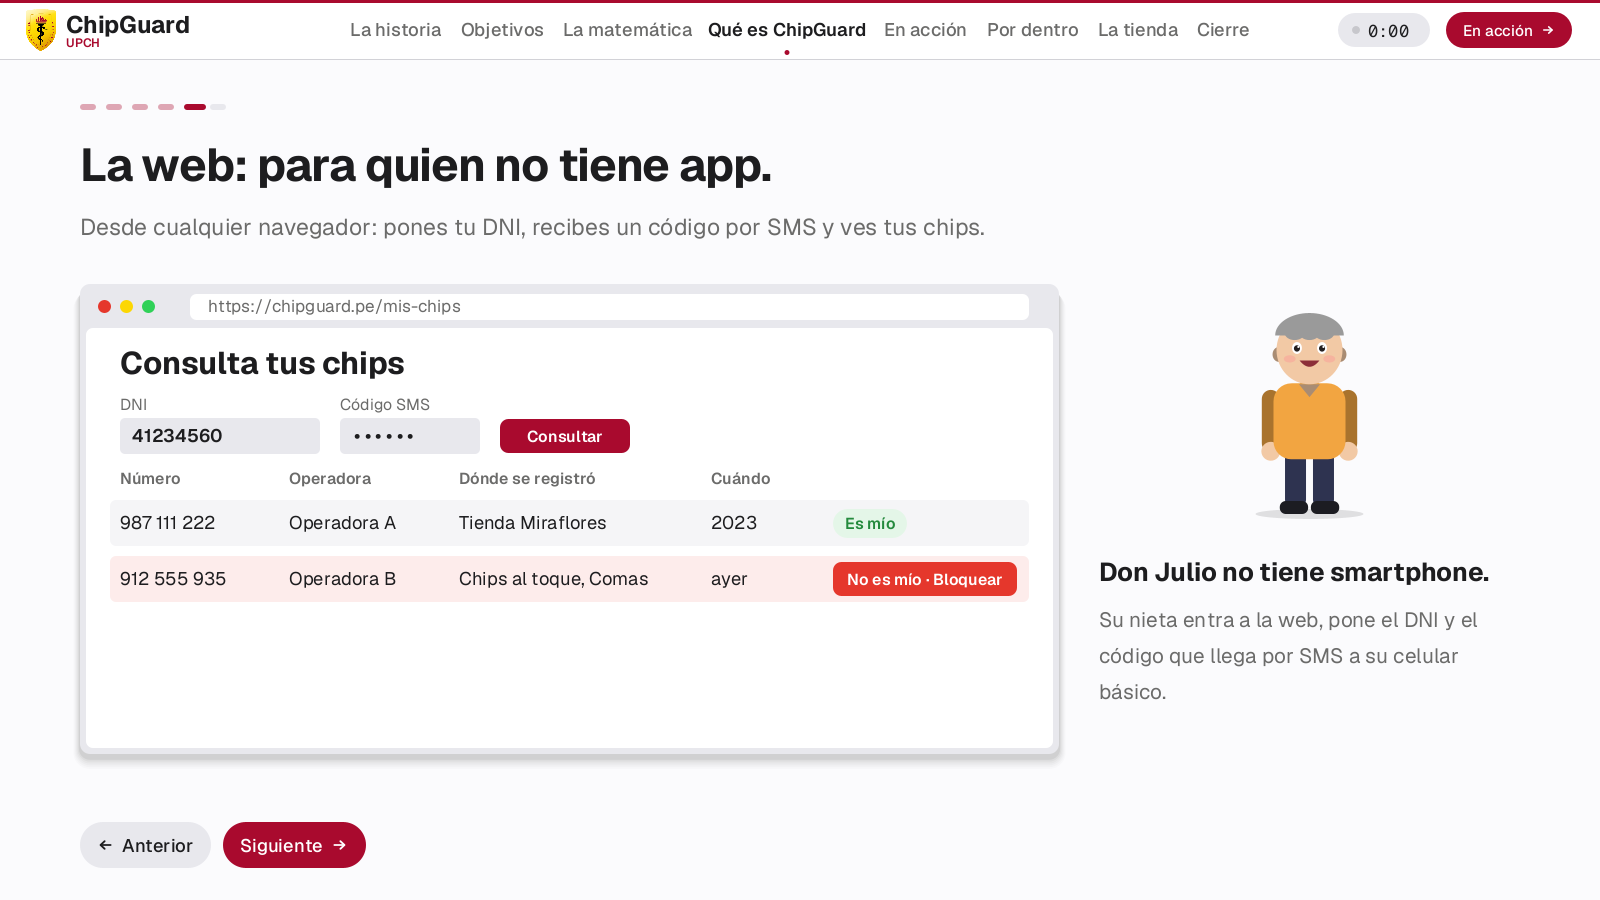 ChipGuard
UPCH
La historia
Objetivos
La matemática
Qué es ChipGuard
En acción
Por dentro
La tienda
Cierre
0:00
En acción →
La web: para quien no tiene app.
Desde cualquier navegador: pones tu DNI, recibes un código por SMS y ves tus chips.
https://chipguard.pe/mis-chips
Consulta tus chips
DNI
Código SMS
41234560
••••••
Consultar
Número Operadora Dónde se registró Cuándo
987 111 222 Operadora A Tienda Miraflores 2023 Es mío
912 555 935 Operadora B Chips al toque, Comas ayer No es mío · Bloquear
Don Julio no tiene smartphone.
Su nieta entra a la web, pone el DNI y el
código que llega por SMS a su celular
básico.
← Anterior
Siguiente →